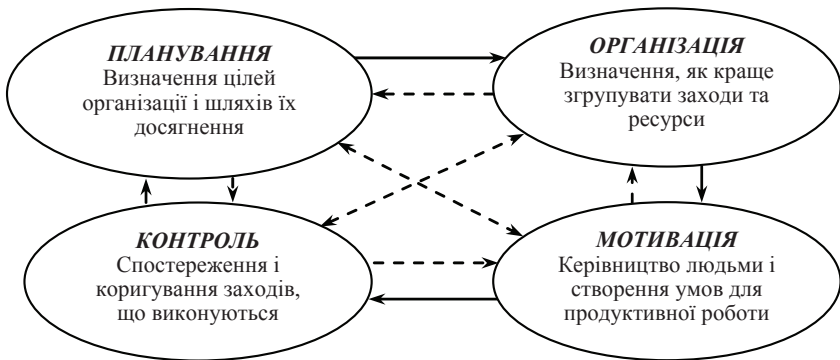 ПЛАНУВАННЯ
Визначення цілей
організації і шляхів їх
досягнення
ОРГАНІЗАЦІЯ
Визначення, як краще
згрупувати заходи та
ресурси
КОНТРОЛЬ
Спостереження і
коригування заходів,
що виконуються
МОТИВАЦІЯ
Керівництво людьми і
створення умов для
продуктивної роботи